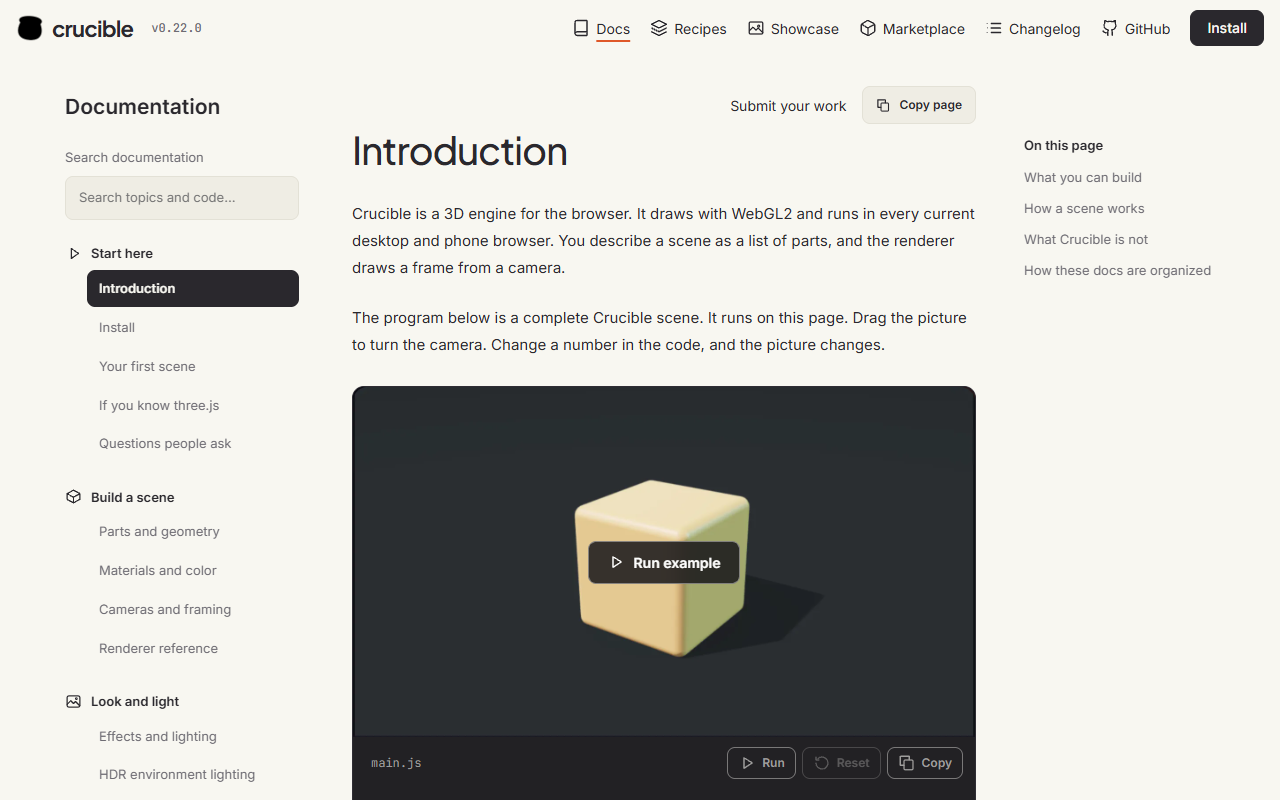 crucible
v0.22.0
Docs
Recipes
Showcase
Marketplace
Changelog
GitHub
Install
Documentation
Search documentation
Search topics and code...
Start here
Introduction
Install
Your first scene
If you know three.js
Questions people ask
Build a scene
Parts and geometry
Materials and color
Cameras and framing
Renderer reference
Look and light
Effects and lighting
HDR environment lighting
Submit your work
Copy page
Introduction
Crucible is a 3D engine for the browser. It draws with WebGL2 and runs in every current
desktop and phone browser. You describe a scene as a list of parts, and the renderer
draws a frame from a camera.
The program below is a complete Crucible scene. It runs on this page. Drag the picture
to turn the camera. Change a number in the code, and the picture changes.
Run example
main.js
Run
Reset
Copy
On this page
What you can build
How a scene works
What Crucible is not
How these docs are organized